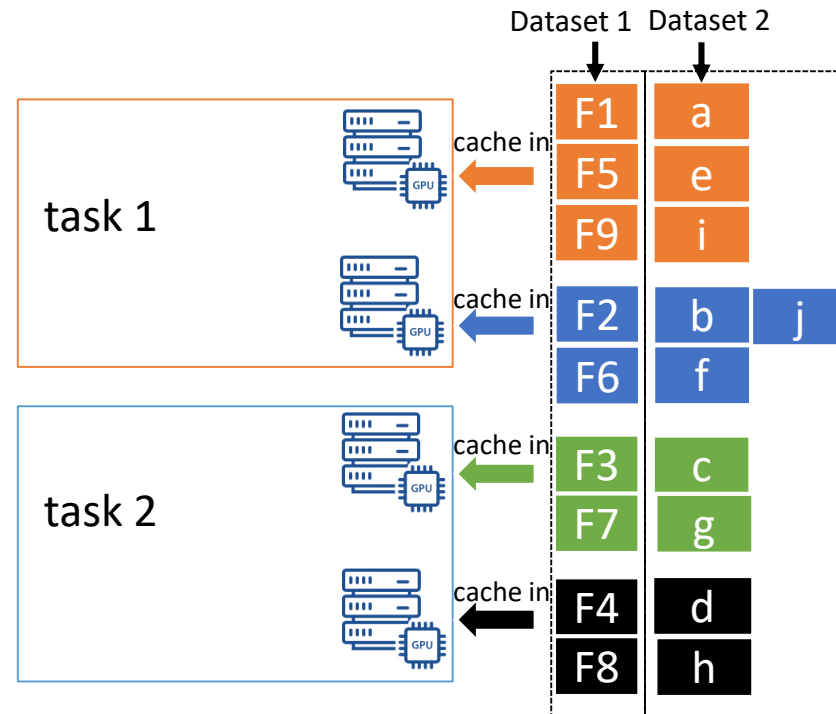 Dataset 1 Dataset 2
F1 a
cache in
GPU
F5 e
task 1
F9 i
cache in
F2 b j
GPU
F6 f
cache in
F3 c
GPU
task 2
F7 g
cache in
F4 d
GPU
F8 h